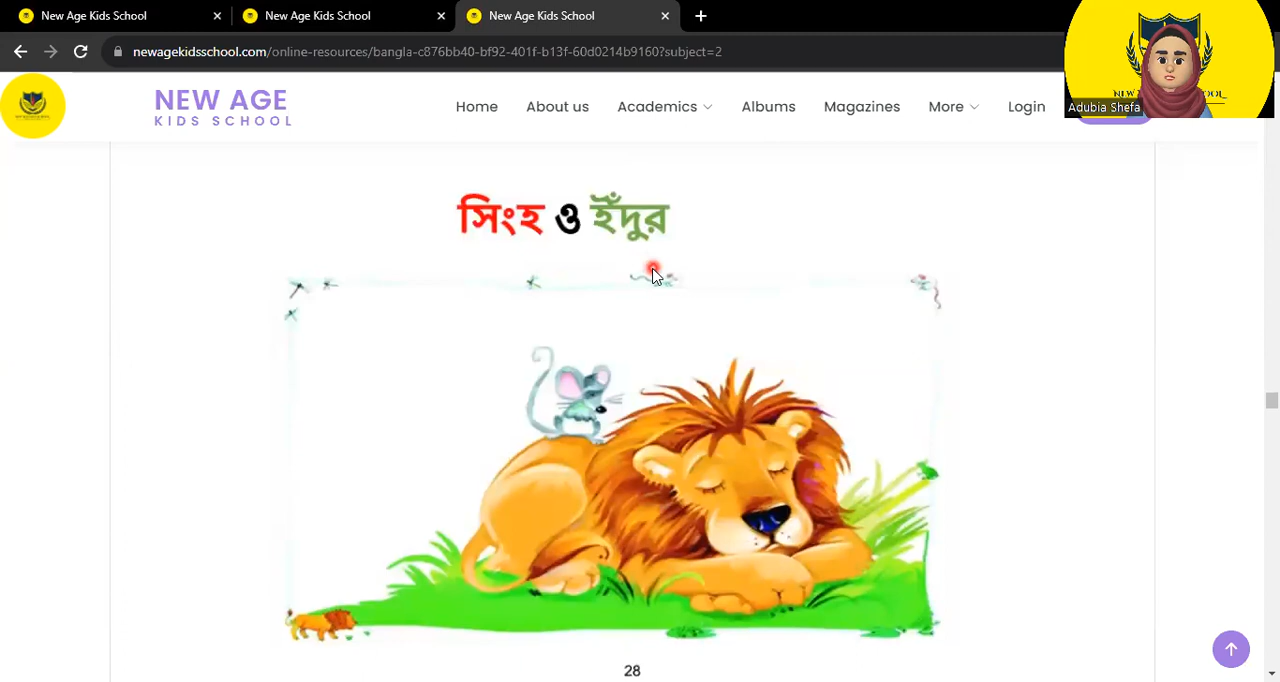 New Age Kids School New Age Kids School New Age Kids School
newagekidsschool.com/online-resources/bangla-c876bb40-bf92-401f-b13f-60d0214b9160?subject=2
NEW AGE
KIDS SCHOOL
Home About us Academics Albums Magazines More Login
Adubia Shefa
সিংহ ও ইঁদুর
28